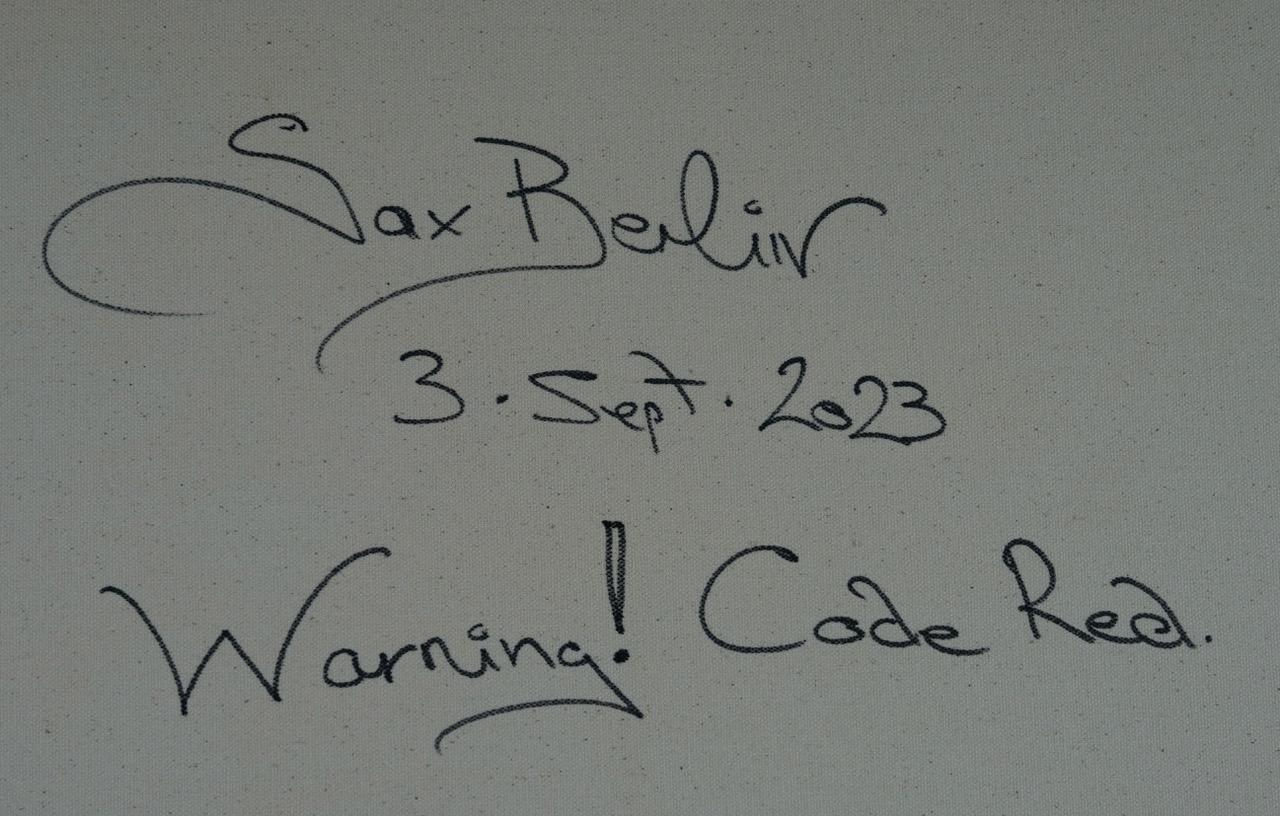 Sax Berlin
3 · Sept · 2023
Warning! Code Red.